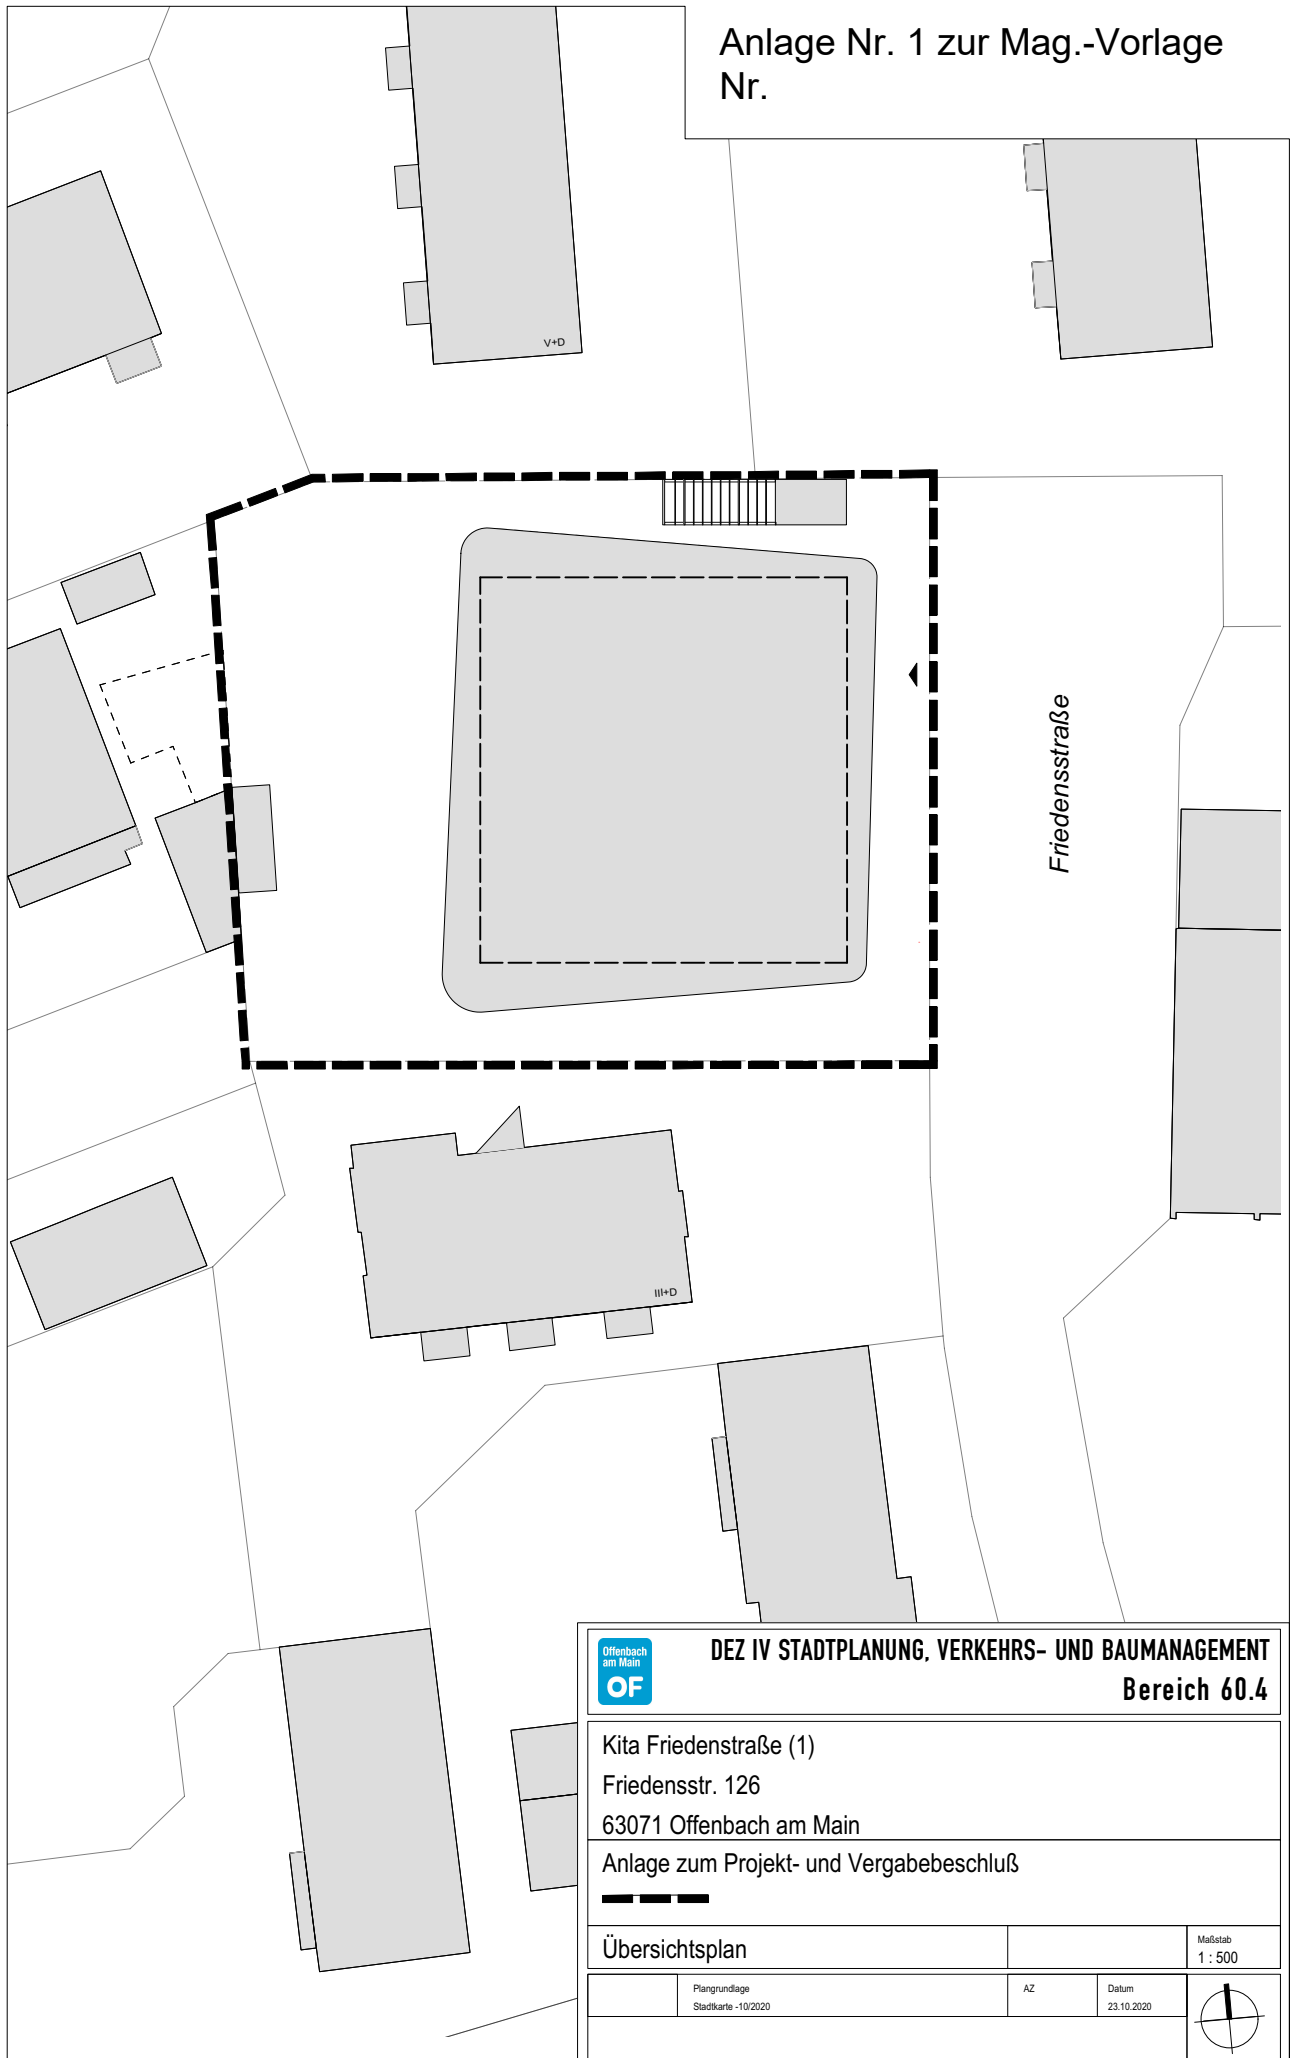 Anlage Nr. 1 zur Mag.-Vorlage
Nr.
V+D
Friedensstraße
III+D
Offenbach
am Main
OF
DEZ IV STADTPLANUNG, VERKEHRS- UND BAUMANAGEMENT
Bereich 60.4
Kita Friedenstraße (1)
Friedensstr. 126
63071 Offenbach am Main
Anlage zum Projekt- und Vergabebeschluß
Übersichtsplan
Maßstab
1 : 500
Plangrundlage
Stadtkarte -10/2020
AZ
Datum
23.10.2020